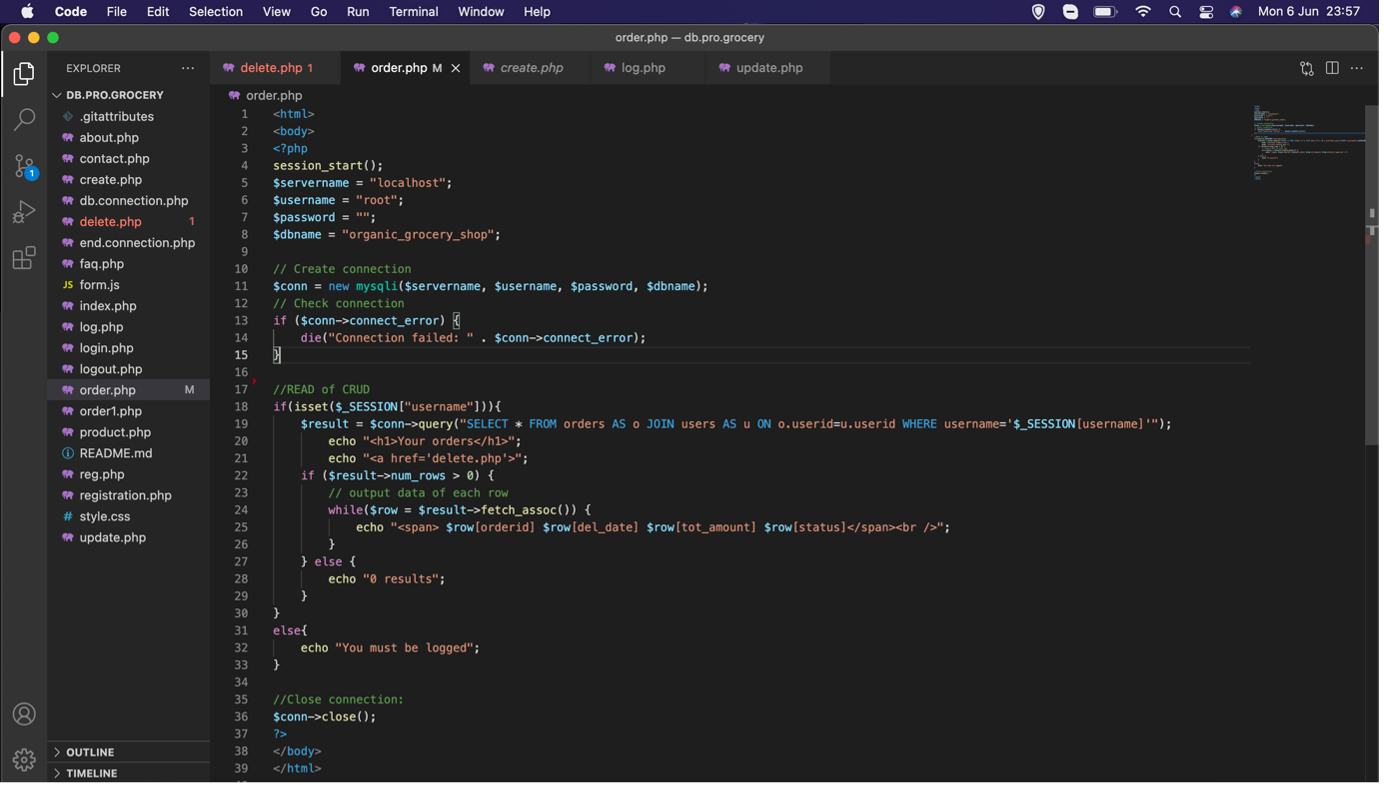 Code File Edit Selection View Go Run Terminal Window Help Mon 6 Jun 23:57
order.php — db.pro.grocery
EXPLORER ···
delete.php 1 order.php M × create.php log.php update.php ···
DB.PRO.GROCERY
.gitattributes
about.php
contact.php
create.php
db.connection.php
delete.php 1
end.connection.php
faq.php
JS form.js
index.php
log.php
login.php
logout.php
order.php M
order1.php
product.php
README.md
reg.php
registration.php
# style.css
update.php
OUTLINE
TIMELINE
1
order.php
1 <html>
2 <body>
3 <?php
4 session_start();
5 $servername = "localhost";
6 $username = "root";
7 $password = "";
8 $dbname = "organic_grocery_shop";
9
10 // Create connection
11 $conn = new mysqli($servername, $username, $password, $dbname);
12 // Check connection
13 if ($conn->connect_error) {
14 die("Connection failed: " . $conn->connect_error);
15 }
16
17 //READ of CRUD
18 if(isset($_SESSION["username"])){
19 $result = $conn->query("SELECT * FROM orders AS o JOIN users AS u ON o.userid=u.userid WHERE username='$_SESSION[username]'");
20 echo "<h1>Your orders</h1>";
21 echo "<a href='delete.php'>";
22 if ($result->num_rows > 0) {
23 // output data of each row
24 while($row = $result->fetch_assoc()) {
25 echo "<span> $row[orderid] $row[del_date] $row[tot_amount] $row[status]</span><br />";
26 }
27 } else {
28 echo "0 results";
29 }
30 }
31 else{
32 echo "You must be logged";
33 }
34
35 //Close connection:
36 $conn->close();
37 ?>
38 </body>
39 </html>